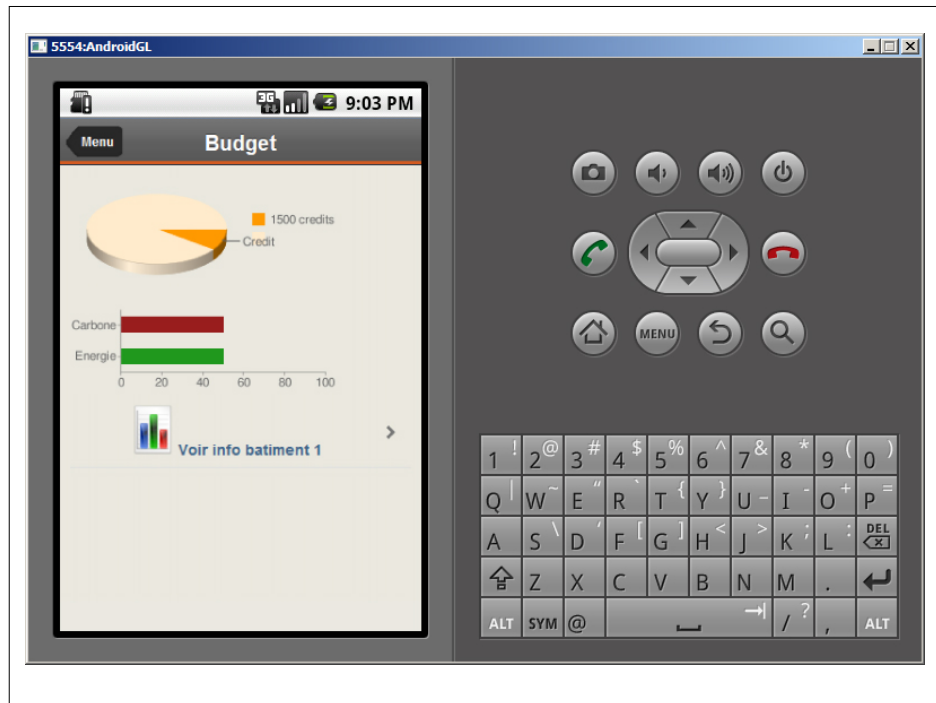 5554:AndroidGL
3G 9:03 PM
Menu Budget
1500 credits
Credit
Carbone
Energie
0 20 40 60 80 100
Voir info batiment 1
MENU
1 ! 2 @ 3 # 4 $ 5 % 6 ^ 7 & 8 * 9 ( 0 )
Q | W ~ E " R ` T { Y } U _ I - O + P =
A S \ D ' F [ G ] H < J > K ; L : DEL
Z X C V B N M .
ALT SYM @ / ? , ALT